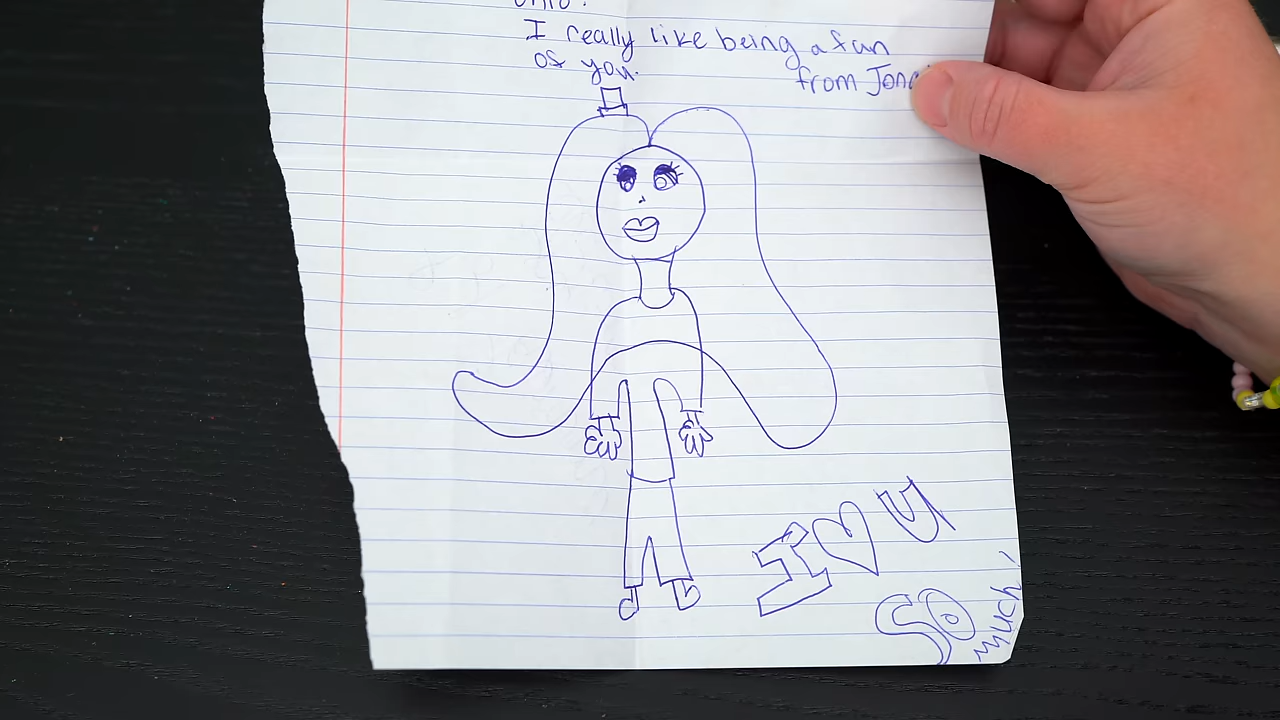 I really like being a fan
of you.
from
I ♡ U
SO
much!